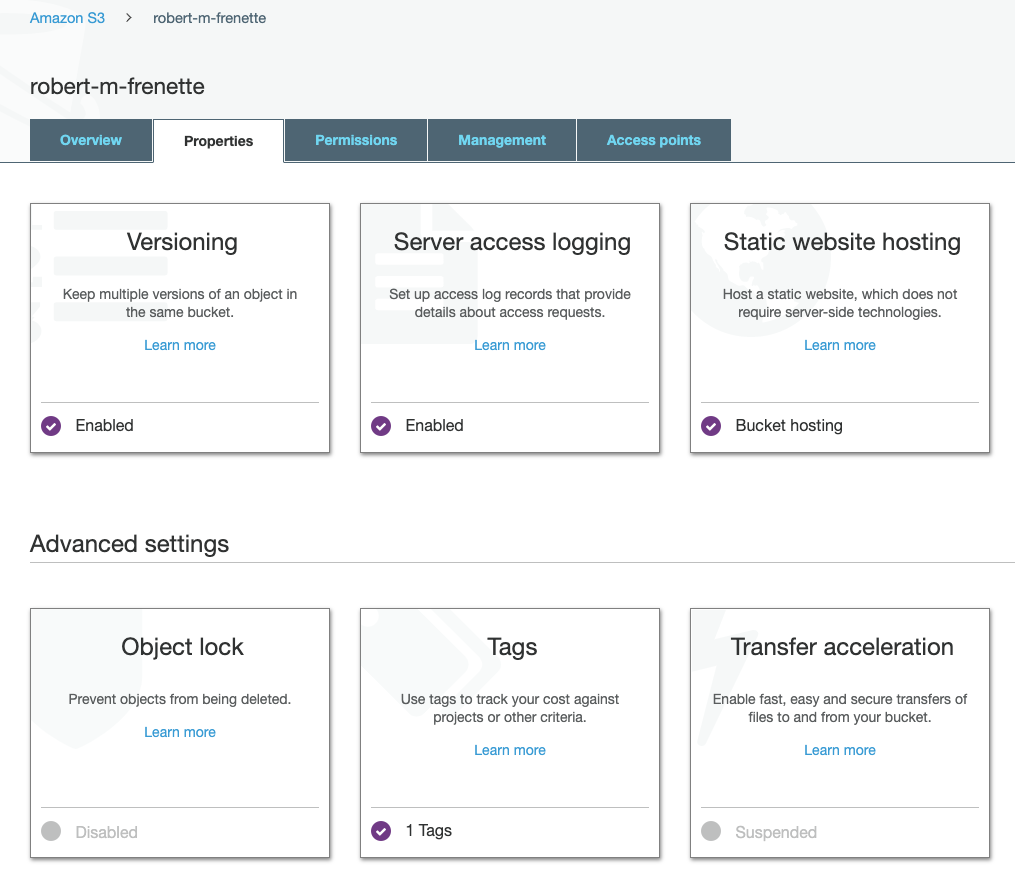 Amazon S3 > robert-m-frenette
robert-m-frenette
Overview Properties Permissions Management Access points
Versioning
Keep multiple versions of an object in
the same bucket.
Learn more
Enabled
Server access logging
Set up access log records that provide
details about access requests.
Learn more
Enabled
Static website hosting
Host a static website, which does not
require server-side technologies.
Learn more
Bucket hosting
Advanced settings
Object lock
Prevent objects from being deleted.
Learn more
Disabled
Tags
Use tags to track your cost against
projects or other criteria.
Learn more
1 Tags
Transfer acceleration
Enable fast, easy and secure transfers of
files to and from your bucket.
Learn more
Suspended